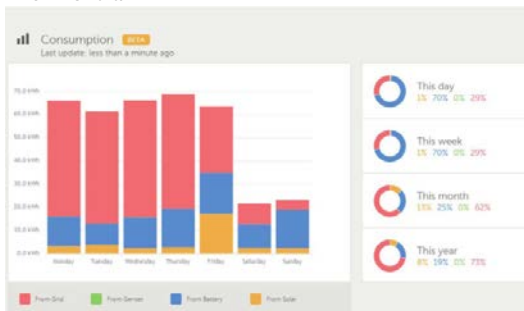 Consumption BETA
Last update: less than a minute ago
70.0 kWh
60.0 kWh
50.0 kWh
40.0 kWh
30.0 kWh
20.0 kWh
10.0 kWh
0.0 kWh
Monday Tuesday Wednesday Thursday Friday Saturday Sunday
From Grid From Genset From Battery From Solar
This day
1% 70% 0% 29%
This week
1% 70% 0% 29%
This month
13% 25% 0% 62%
This year
8% 19% 0% 73%